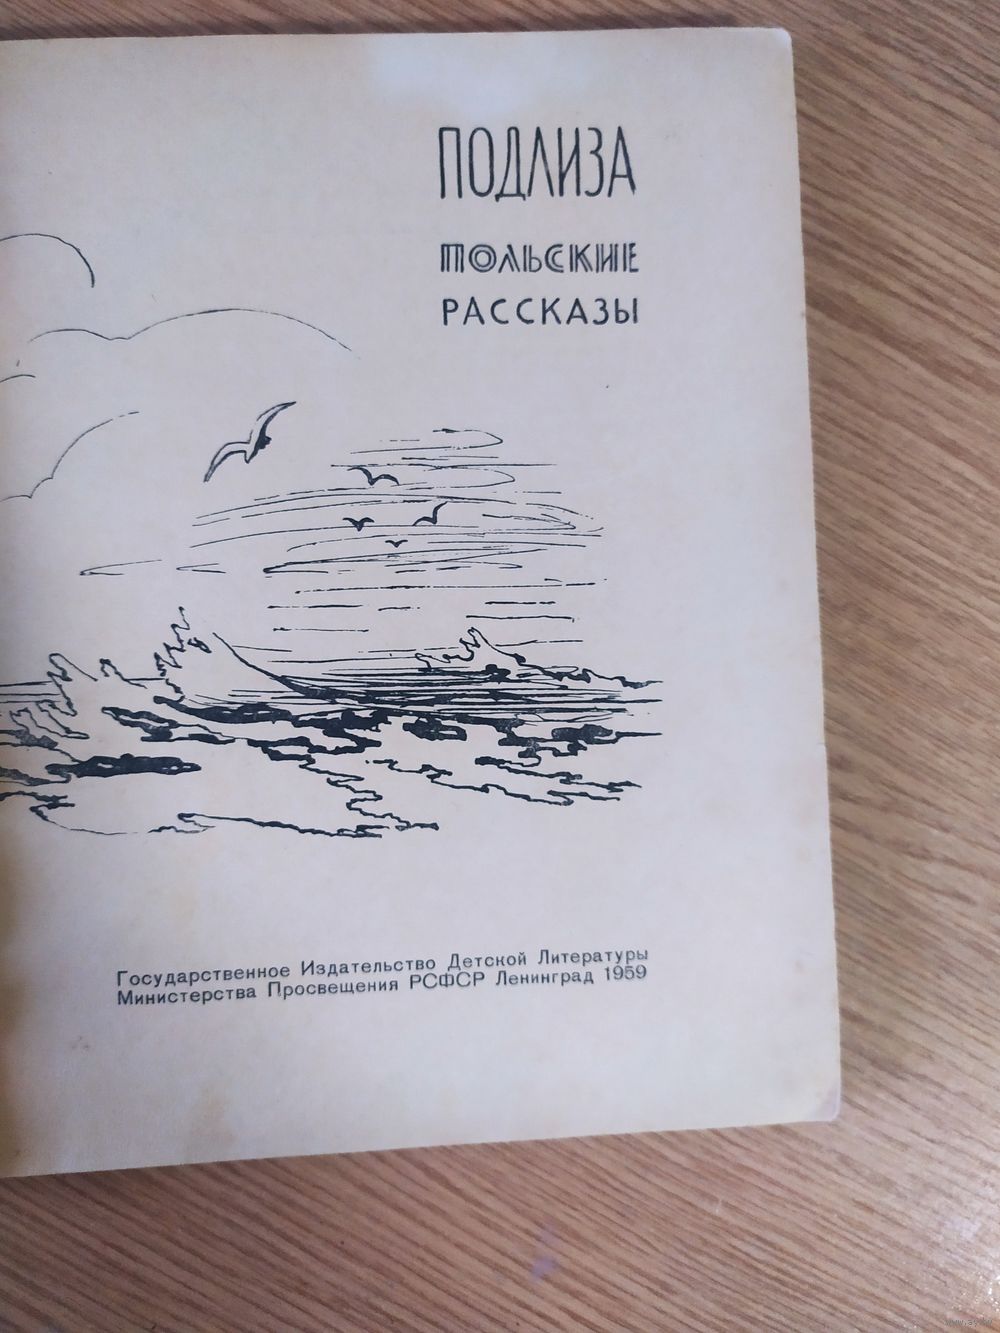 ПОДЛИЗА
ПОЛЬСКИЕ
РАССКАЗЫ
Государственное Издательство Детской Литературы
Министерства Просвещения РСФСР Ленинград 1959